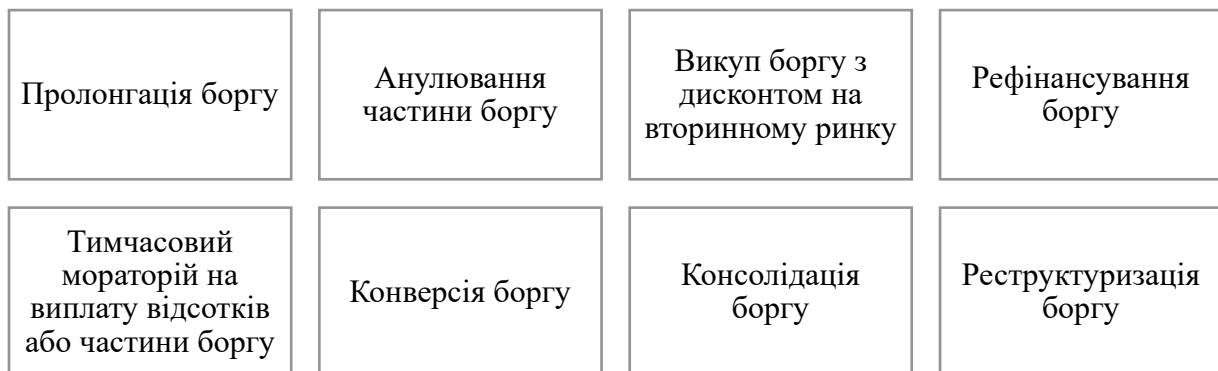 Пролонгація боргу
Анулювання
частини боргу
Викуп боргу з
дисконтом на
вторинному ринку
Рефінансування
боргу
Тимчасовий
мораторій на
виплату відсотків
або частини боргу
Конверсія боргу
Консолідація
боргу
Реструктуризація
боргу